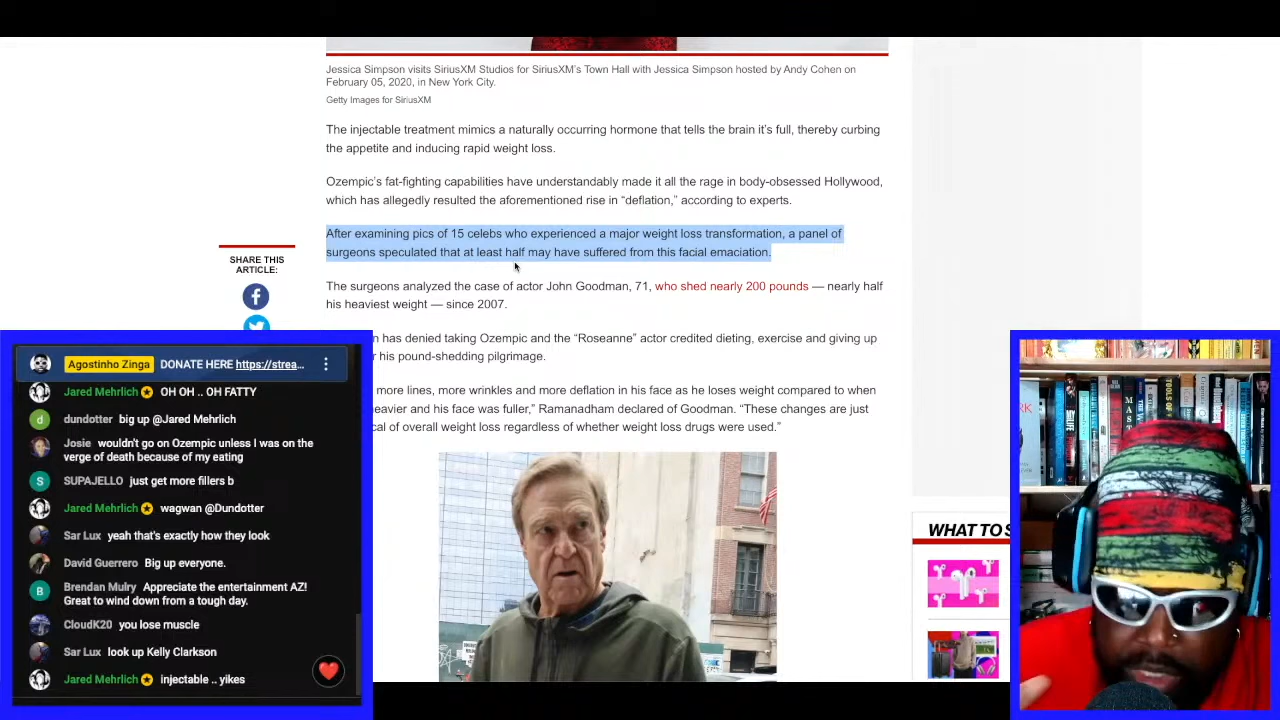 Jessica Simpson visits SiriusXM Studios for SiriusXM's Town Hall with Jessica Simpson hosted by Andy Cohen on
February 05, 2020, in New York City.
Getty Images for SiriusXM
The injectable treatment mimics a naturally occurring hormone that tells the brain it's full, thereby curbing
the appetite and inducing rapid weight loss.
Ozempic's fat-fighting capabilities have understandably made it all the rage in body-obsessed Hollywood,
which has allegedly resulted the aforementioned rise in “deflation,” according to experts.
After examining pics of 15 celebs who experienced a major weight loss transformation, a panel of
surgeons speculated that at least half may have suffered from this facial emaciation.
SHARE THIS
ARTICLE:
The surgeons analyzed the case of actor John Goodman, 71, who shed nearly 200 pounds — nearly half
his heaviest weight — since 2007.
n has denied taking Ozempic and the “Roseanne” actor credited dieting, exercise and giving up
r his pound-shedding pilgrimage.
more lines, more wrinkles and more deflation in his face as he loses weight compared to when
eavier and his face was fuller,” Ramanadham declared of Goodman. “These changes are just
cal of overall weight loss regardless of whether weight loss drugs were used.”
Agostinho Zinga DONATE HERE https://strea...
Jared Mehrlich OH OH .. OH FATTY
d dundotter big up @Jared Mehrlich
Josie wouldn't go on Ozempic unless I was on the
verge of death because of my eating
S SUPAJELLO just get more fillers b
Jared Mehrlich wagwan @Dundotter
Sar Lux yeah that's exactly how they look
David Guerrero Big up everyone.
B Brendan Mulry Appreciate the entertainment AZ!
Great to wind down from a tough day.
CloudK20 you lose muscle
Sar Lux look up Kelly Clarkson
Jared Mehrlich injectable .. yikes
WHAT TO S